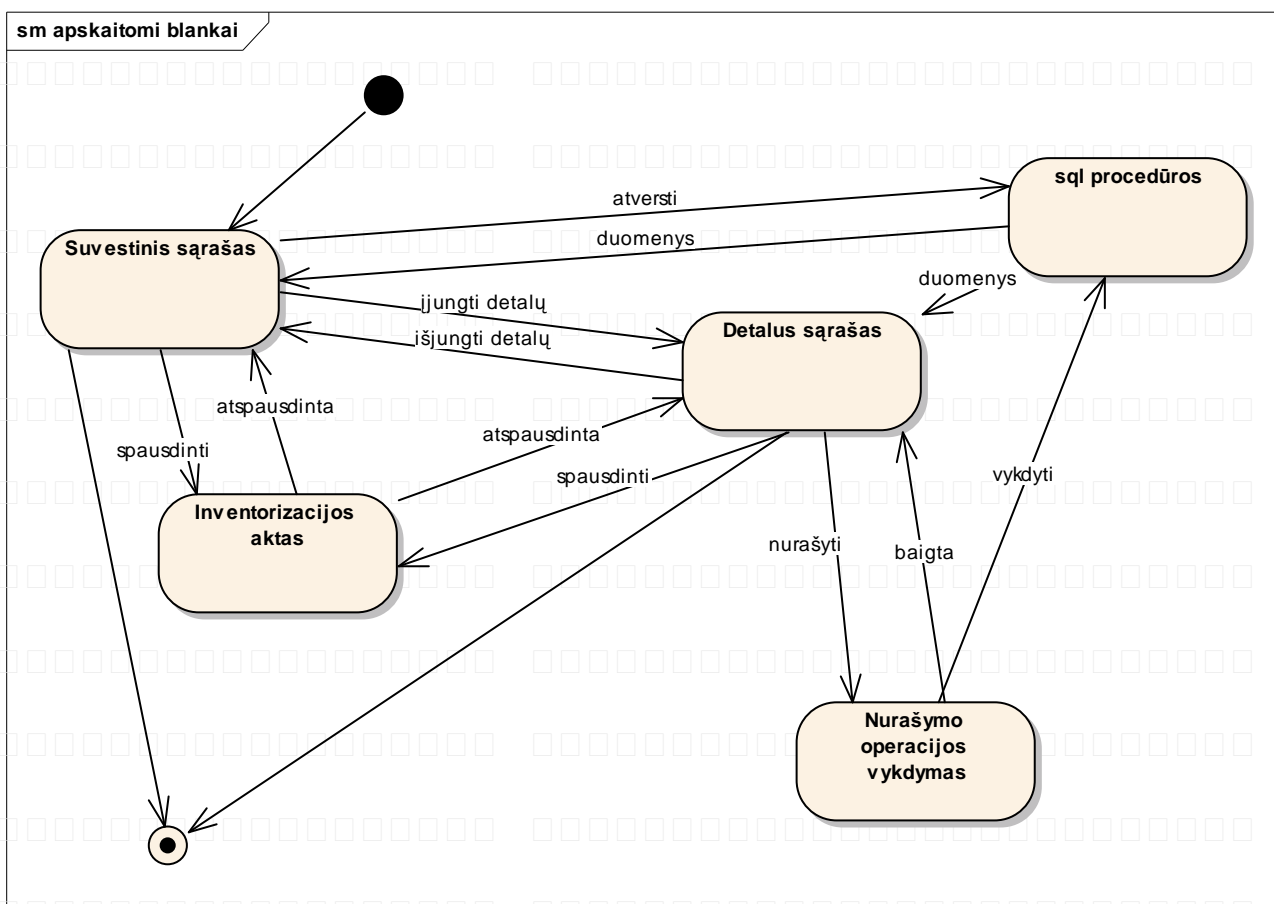 sm apskaitomi blankai
sql procedūros
atversti
duomenys
Suvestinis sąrašas
duomenys
įjungti detalų
Detalus sąrašas
išjungti detalų
atspausdinta
atspausdinta
spausdinti
spausdinti
vykdyti
Inventorizacijos
aktas
nurašyti
baigta
Nurašymo
operacijos
vykdymas